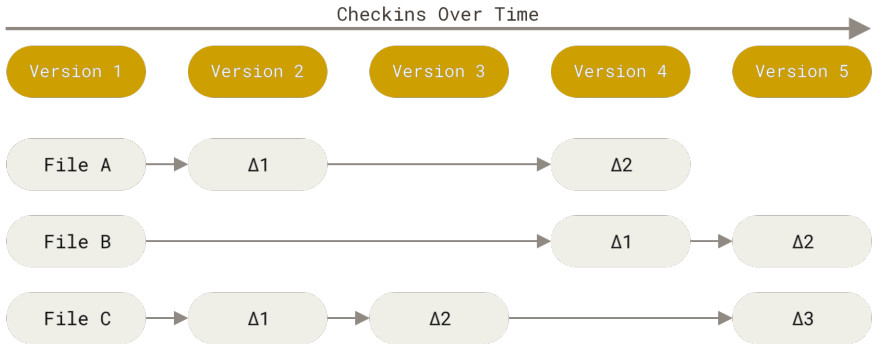 Checkins Over Time
Version 1 Version 2 Version 3 Version 4 Version 5
File A Δ1 Δ2
File B Δ1 Δ2
File C Δ1 Δ2 Δ3